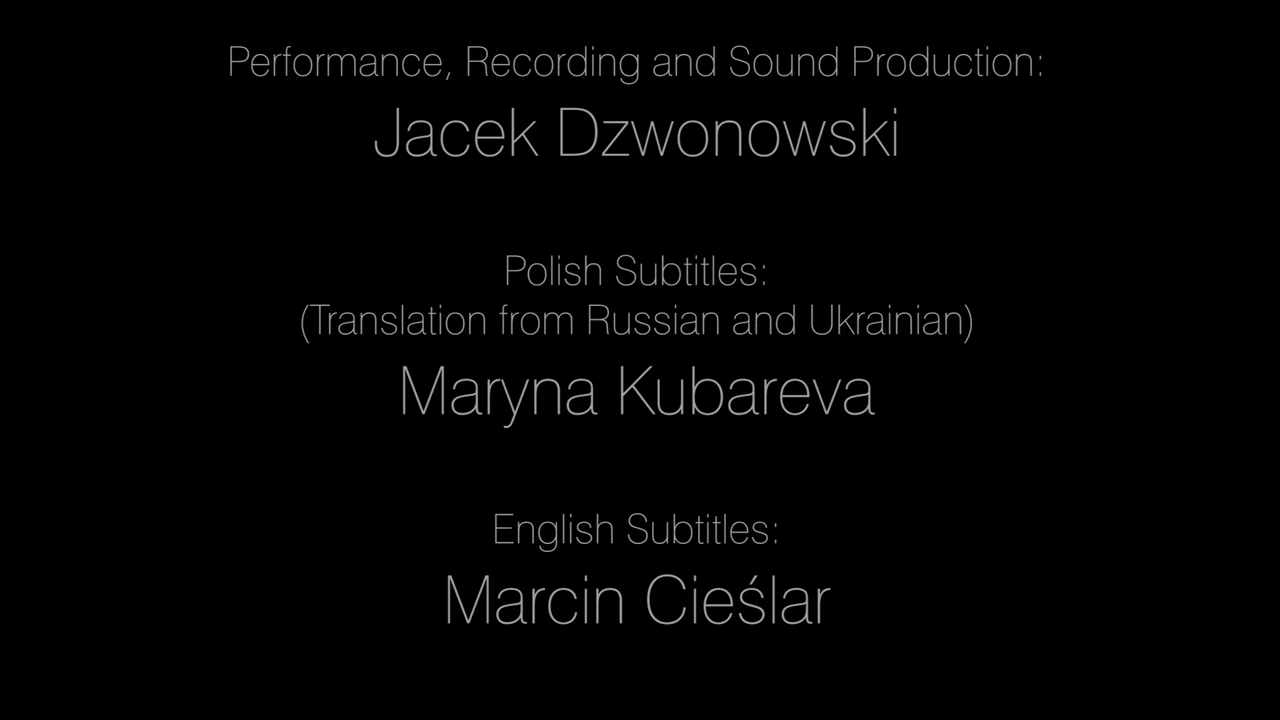 Performance, Recording and Sound Production:
Jacek Dzwonowski
Polish Subtitles:
(Translation from Russian and Ukrainian)
Maryna Kubareva
English Subtitles:
Marcin Cieślar